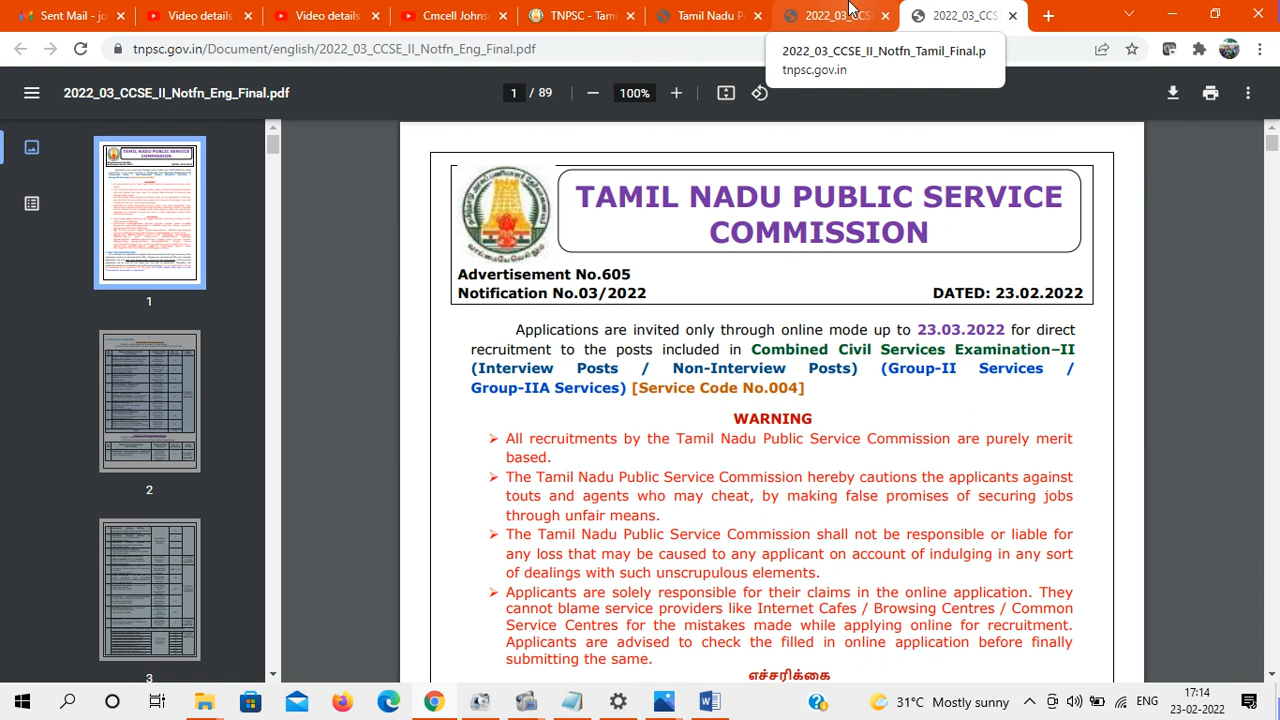 Sent Mail - jo
Video details
Video details
Cmcell Johns
TNPSC - Tami
Tamil Nadu P
2022_03_CCS
2022_03_CCS
tnpsc.gov.in/Document/english/2022_03_CCSE_II_Notfn_Eng_Final.pdf
2022_03_CCSE_II_Notfn_Tamil_Final.p
tnpsc.gov.in
2022_03_CCSE_II_Notfn_Eng_Final.pdf
1 / 89
100%
1
2
3
TAMIL NADU PUBLIC SERVICE
COMMISSION
Advertisement No.605
Notification No.03/2022 DATED: 23.02.2022
Applications are invited only through online mode up to 23.03.2022 for direct
recruitment to the posts included in Combined Civil Services Examination–II
(Interview Posts / Non-Interview Posts) (Group-II Services /
Group-IIA Services) [Service Code No.004]
WARNING
➢ All recruitments by the Tamil Nadu Public Service Commission are purely merit
based.
➢ The Tamil Nadu Public Service Commission hereby cautions the applicants against
touts and agents who may cheat, by making false promises of securing jobs
through unfair means.
➢ The Tamil Nadu Public Service Commission shall not be responsible or liable for
any loss that may be caused to any applicant on account of indulging in any sort
of dealings with such unscrupulous elements.
➢ Applicants are solely responsible for their claims in the online application. They
cannot blame service providers like Internet Cafes / Browsing Centres / Common
Service Centres for the mistakes made while applying online for recruitment.
Applicants are advised to check the filled-in online application before finally
submitting the same.
எச்சரிக்கை
31°C Mostly sunny
ENG
17:14
23-02-2022